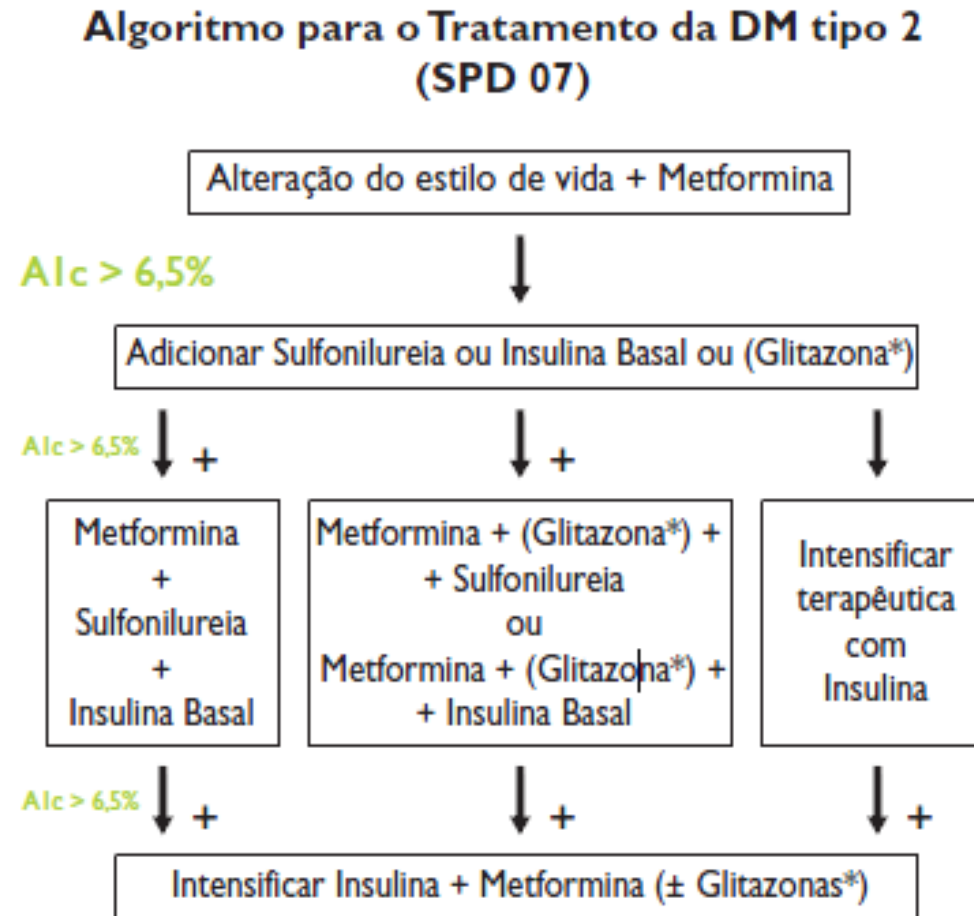 Algoritmo para o Tratamento da DM tipo 2
(SPD 07)
Alteração do estilo de vida + Metformina
A1c > 6,5%
Adicionar Sulfonilureia ou Insulina Basal ou (Glitazona*)
A1c > 6,5%
+
+
Metformina
+
Sulfonilureia
+
Insulina Basal
Metformina + (Glitazona*) +
+ Sulfonilureia
ou
Metformina + (Glitazona*) +
+ Insulina Basal
Intensificar
terapêutica
com
Insulina
A1c > 6,5%
+
+
+
Intensificar Insulina + Metformina (± Glitazonas*)